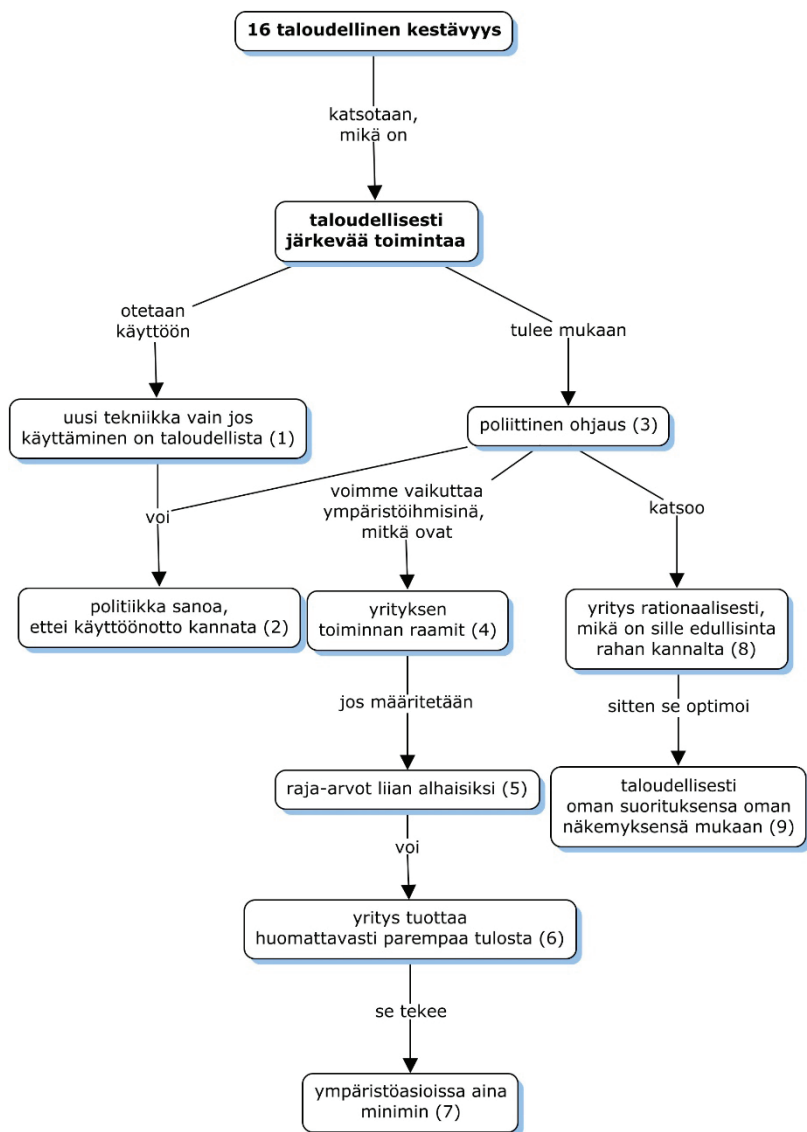 16 taloudellinen kestävyys
katsotaan,
mikä on
taloudellisesti
järkevää toimintaa
otetaan
käyttöön
tulee mukaan
uusi tekniikka vain jos
käyttäminen on taloudellista (1)
poliittinen ohjaus (3)
voi
voimme vaikuttaa
ympäristöihmisinä,
mitkä ovat
katsoo
politiikka sanoa,
ettei käyttöönotto kannata (2)
yrityksen
toiminnan raamit (4)
yritys rationaalisesti,
mikä on sille edullisinta
rahan kannalta (8)
jos määritetään
sitten se optimoi
raja-arvot liian alhaisiksi (5)
taloudellisesti
oman suorituksensa oman
näkemyksensä mukaan (9)
voi
yritys tuottaa
huomattavasti parempaa tulosta (6)
se tekee
ympäristöasioissa aina
minimin (7)